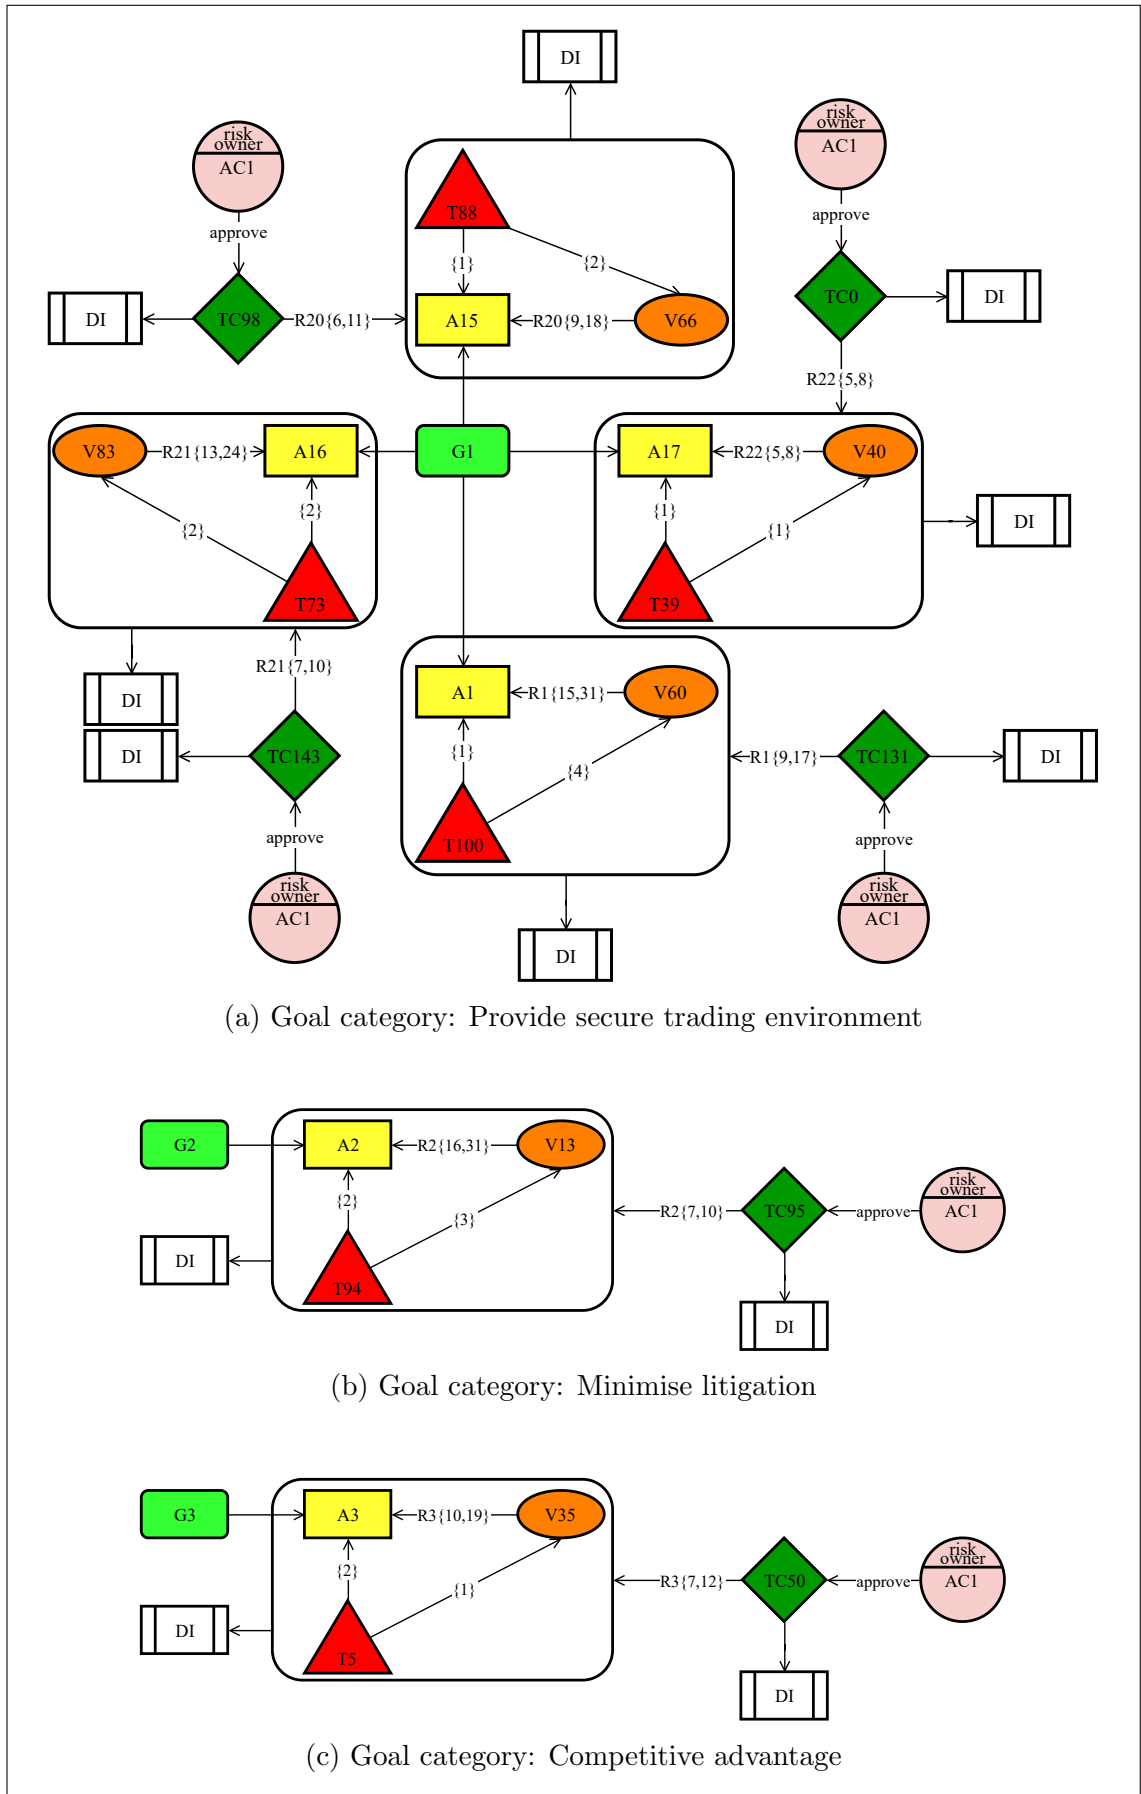 DI
risk
owner
AC1
approve
risk
owner
AC1
approve
T88
{1}
{2}
DI
TC98
R20{6,11}
A15
R20{9,18}
V66
TC0
DI
R22{5,8}
V83
R21{13,24}
A16
G1
A17
R22{5,8}
V40
{2}
{2}
{1}
{1}
DI
T73
T39
R21{7,10}
DI
DI
TC143
A1
R1{15,31}
V60
{1}
{4}
R1{9,17}
TC131
DI
T100
approve
approve
risk
owner
AC1
risk
owner
AC1
DI
(a) Goal category: Provide secure trading environment
G2
A2
R2{16,31}
V13
{2}
{3}
R2{7,10}
TC95
approve
risk
owner
AC1
DI
T94
DI
(b) Goal category: Minimise litigation
G3
A3
R3{10,19}
V35
{2}
{1}
R3{7,12}
TC50
approve
risk
owner
AC1
DI
T5
DI
(c) Goal category: Competitive advantage